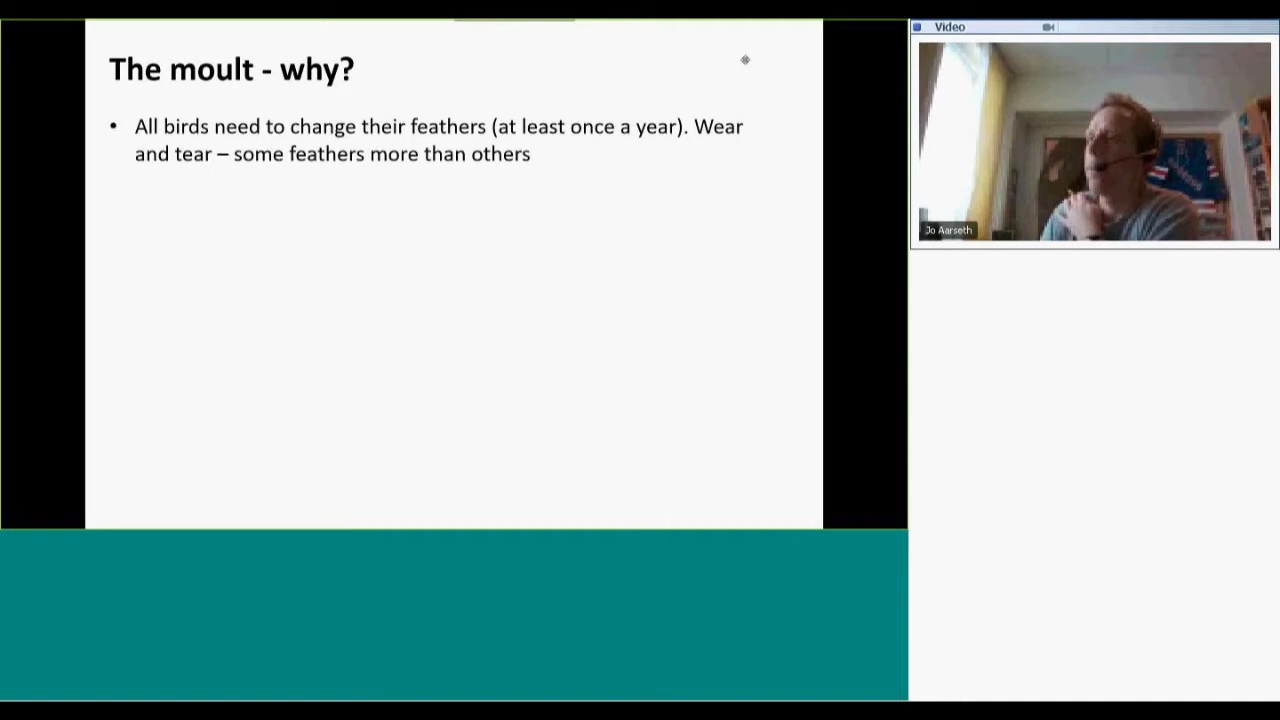 The moult - why?
• All birds need to change their feathers (at least once a year). Wear
and tear – some feathers more than others
Video
Jo Aarseth